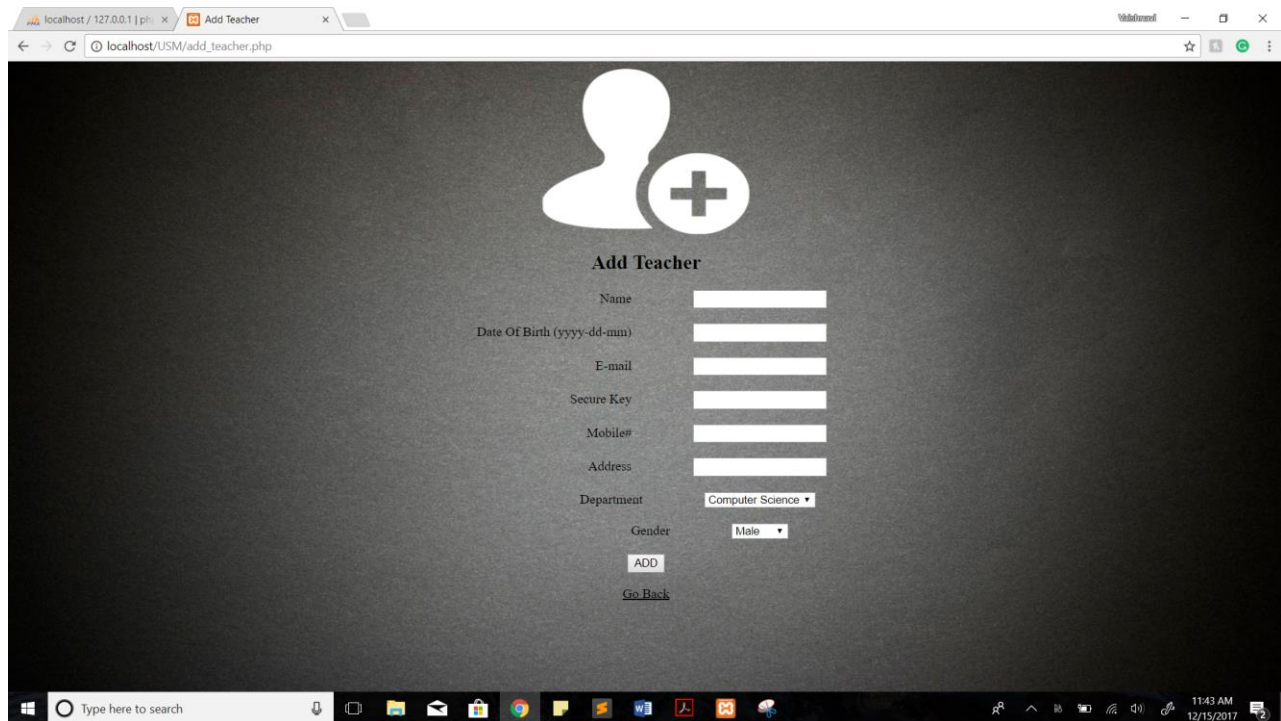 localhost / 127.0.0.1 | ph
Add Teacher
localhost/USM/add_teacher.php
Add Teacher
Name
Date Of Birth (yyyy-dd-mm)
E-mail
Secure Key
Mobile#
Address
Department Computer Science
Gender Male
ADD
Go Back
Type here to search
11:43 AM
12/15/2017